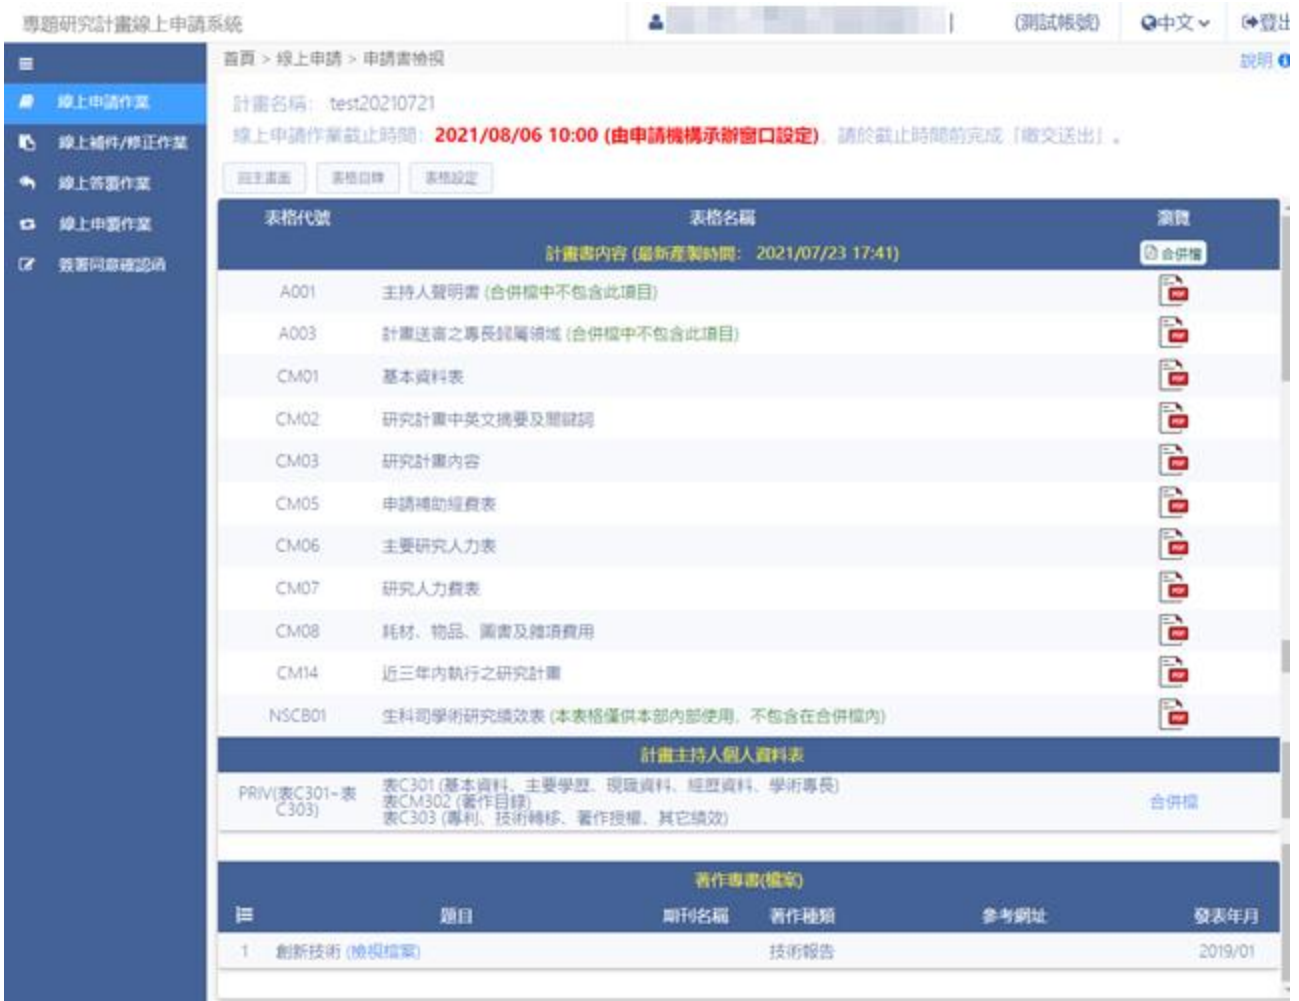 專題研究計畫線上申請系統
(測試帳號) 中文 登出
首頁 > 線上申請 > 申請書檢視 說明
線上申請作業
線上補件/修正作業
線上答覆作業
線上申覆作業
簽署同意確認函
計畫名稱: test20210721
線上申請作業截止時間: 2021/08/06 10:00 (由申請機構承辦窗口設定), 請於截止時間前完成「繳交送出」。
回主畫面 表格目錄 表格設定
表格代號 表格名稱 瀏覽
計畫書內容 (最新產製時間: 2021/07/23 17:41) 合併檔
A001 主持人聲明書 (合併檔中不包含此項目) PDF
A003 計畫送審之專長歸屬領域 (合併檔中不包含此項目) PDF
CM01 基本資料表 PDF
CM02 研究計畫中英文摘要及關鍵詞 PDF
CM03 研究計畫內容 PDF
CM05 申請補助經費表 PDF
CM06 主要研究人力表 PDF
CM07 研究人力費表 PDF
CM08 耗材、物品、圖書及雜項費用 PDF
CM14 近三年內執行之研究計畫 PDF
NSCB01 生科司學術研究績效表 (本表格僅供本部內部使用, 不包含在合併檔內) PDF
計畫主持人個人資料表
PRIV(表C301~表C303) 合併檔
表C301 (基本資料、主要學歷、現職資料、經歷資料、學術專長)
表CM302 (著作目錄)
表C303 (專利、技術轉移、著作授權、其它績效)
著作專書(檔案)
題目 期刊名稱 著作種類 參考網址 發表年月
1 創新技術 (檢視檔案) 技術報告 2019/01